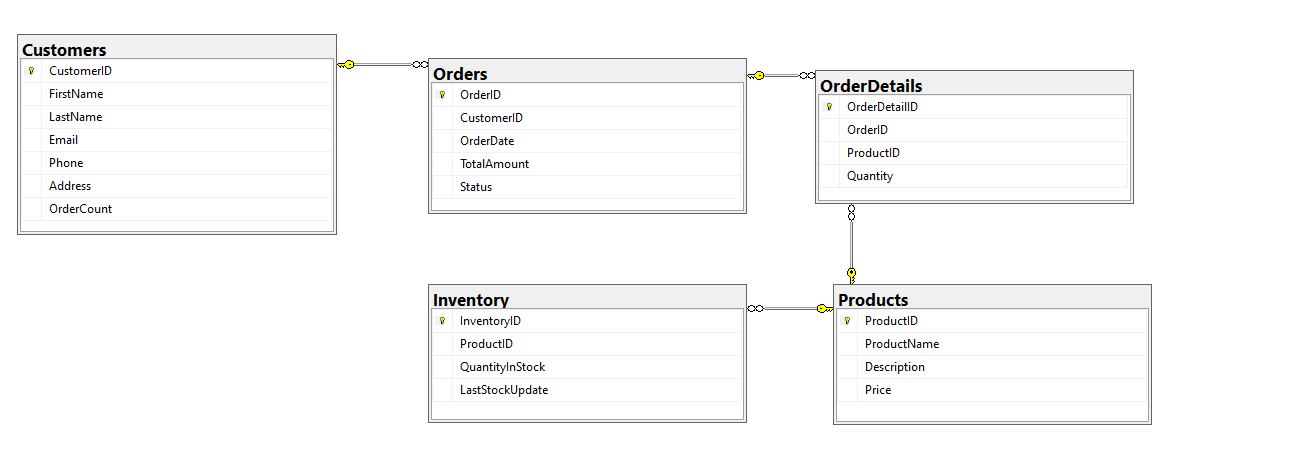 Customers
CustomerID
FirstName
LastName
Email
Phone
Address
OrderCount
Orders
OrderID
CustomerID
OrderDate
TotalAmount
Status
OrderDetails
OrderDetailID
OrderID
ProductID
Quantity
Inventory
InventoryID
ProductID
QuantityInStock
LastStockUpdate
Products
ProductID
ProductName
Description
Price